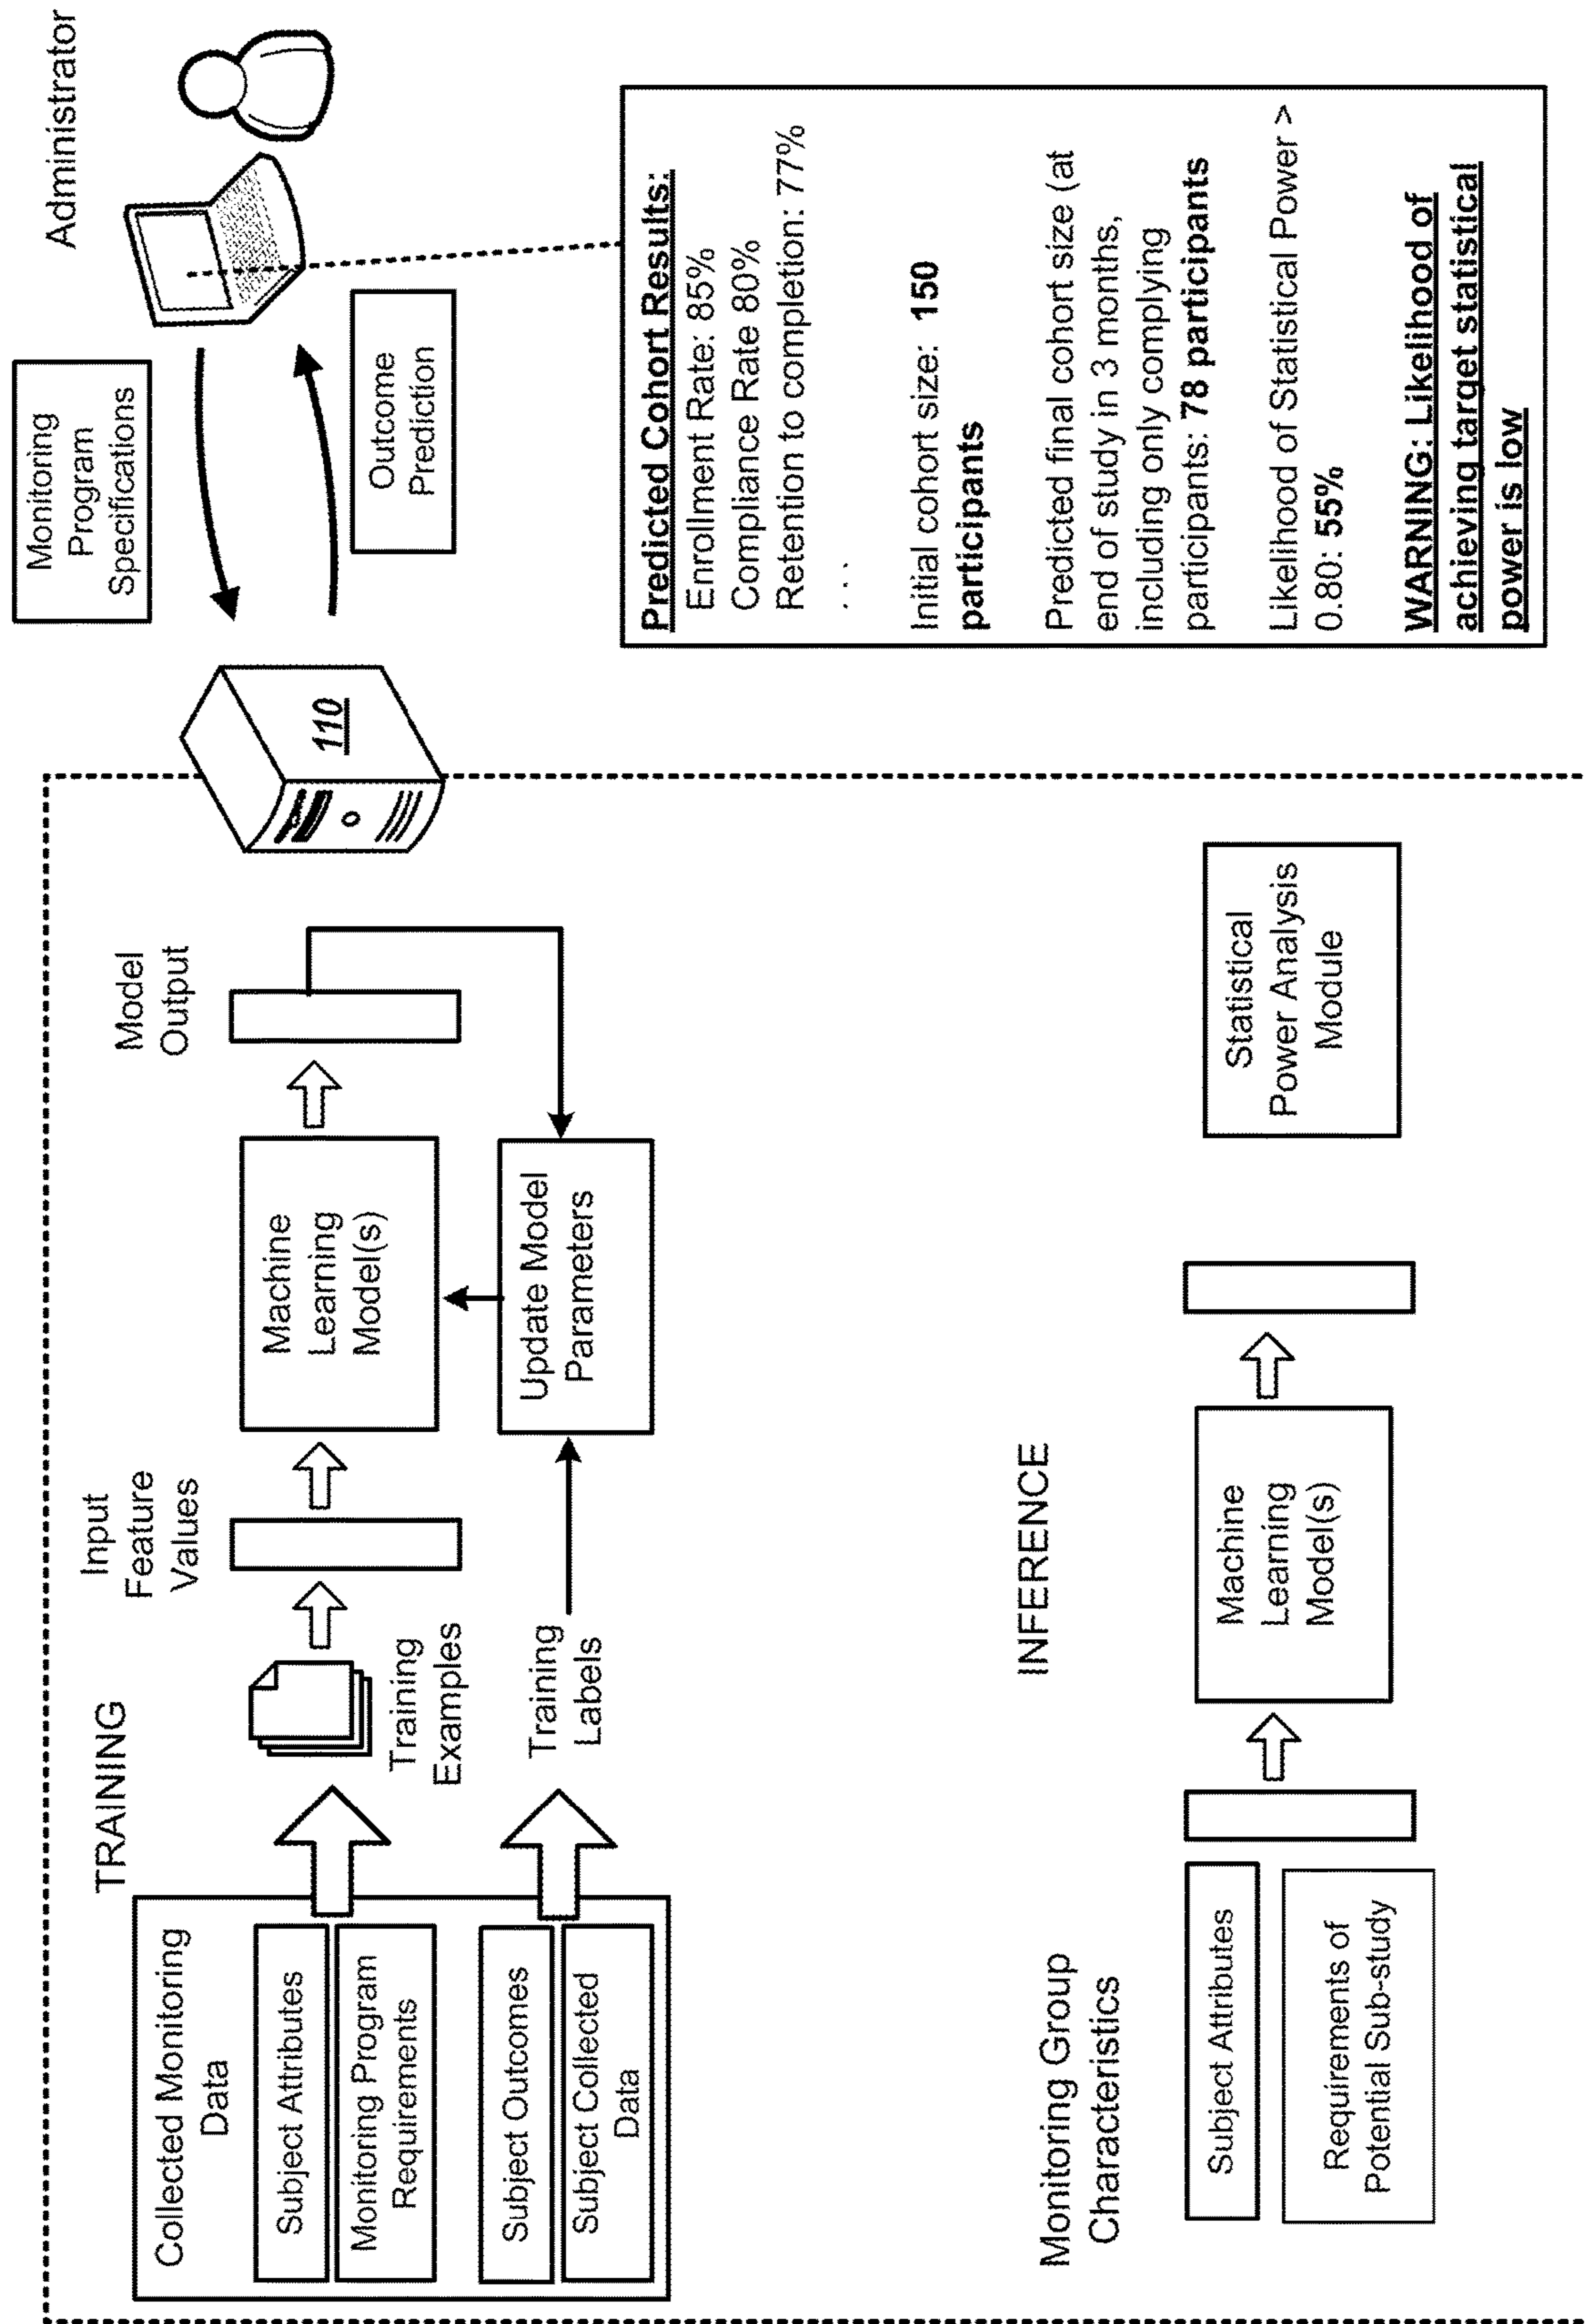 TRAINING
Collected Monitoring
Data
Subject Attributes
Monitoring Program
Requirements
Subject Outcomes
Subject Collected
Data
Training
Examples
Training
Labels
Input
Feature
Values
Machine
Learning
Model(s)
Update Model
Parameters
Model
Output
110
Monitoring
Program
Specifications
Outcome
Prediction
Administrator
INFERENCE
Monitoring Group
Characteristics
Subject Attributes
Requirements of
Potential Sub-study
Machine
Learning
Model(s)
Statistical
Power Analysis
Module
Predicted Cohort Results:
Enrollment Rate: 85%
Compliance Rate 80%
Retention to completion: 77%
...
Initial cohort size: 150
participants
Predicted final cohort size (at
end of study in 3 months,
including only complying
participants: 78 participants
Likelihood of Statistical Power >
0.80: 55%
WARNING: Likelihood of
achieving target statistical
power is low